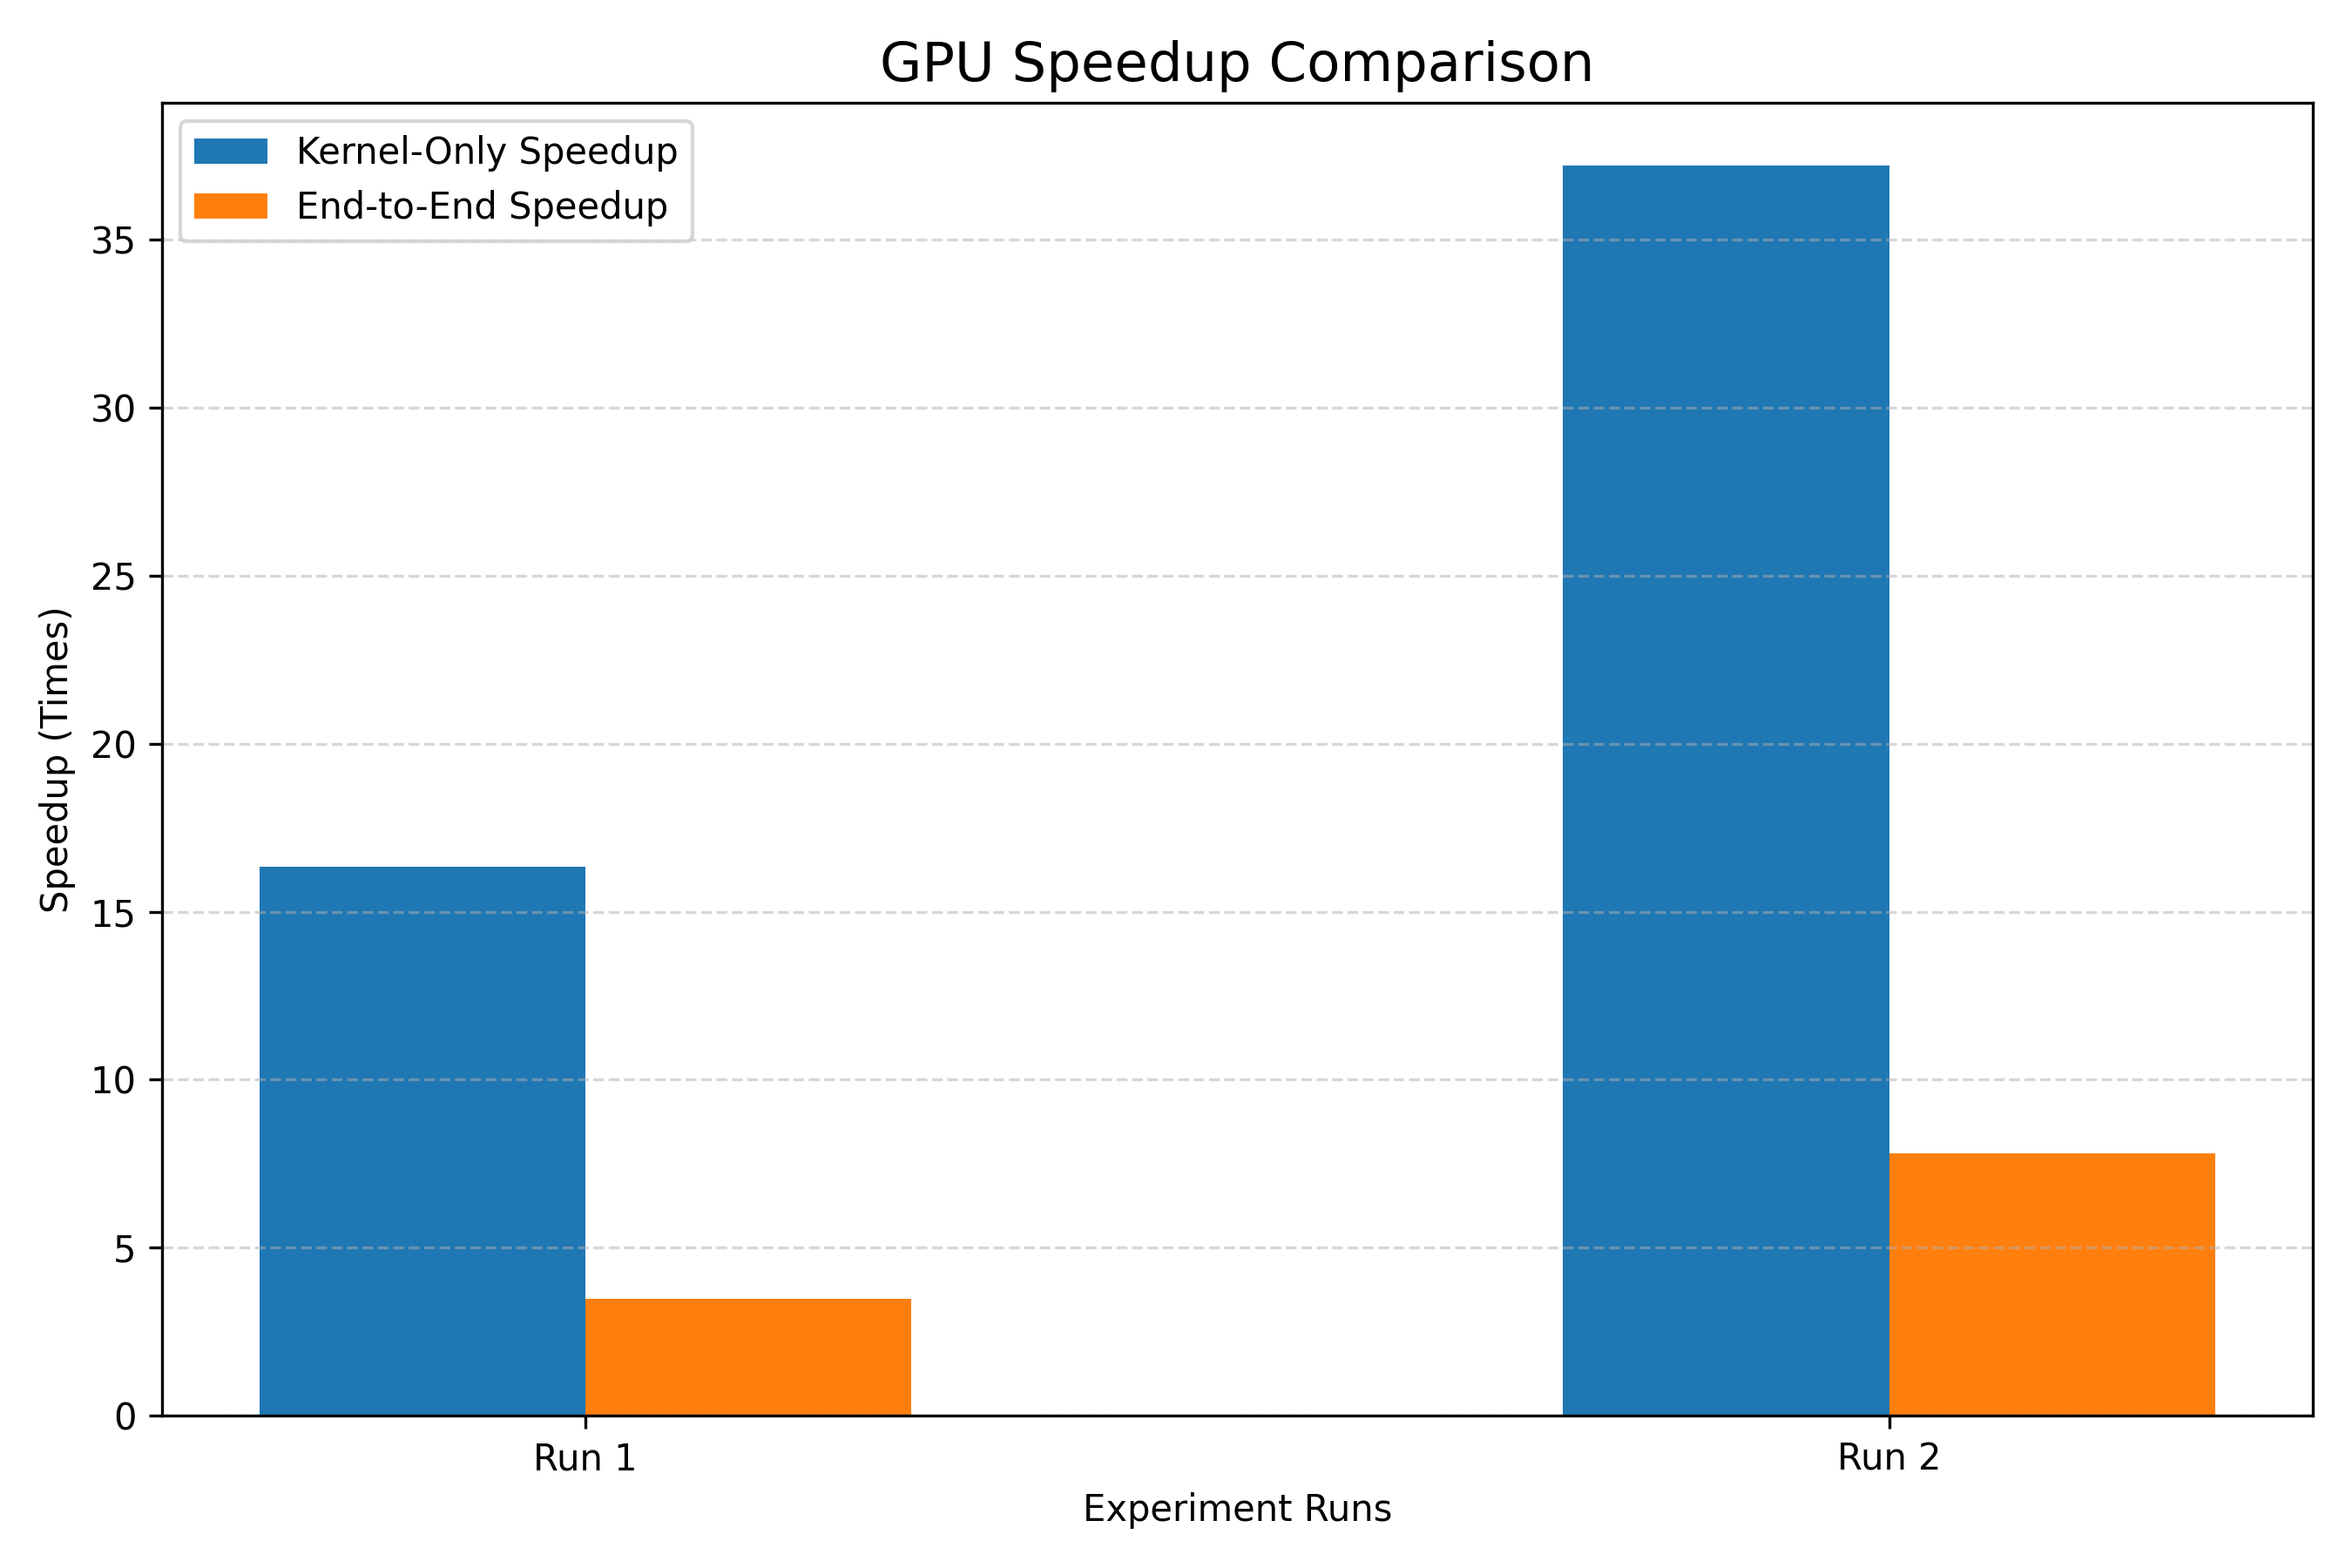 GPU Speedup Comparison
Kernel-Only Speedup
End-to-End Speedup
Speedup (Times)
35
30
25
20
15
10
5
0
Run 1
Run 2
Experiment Runs